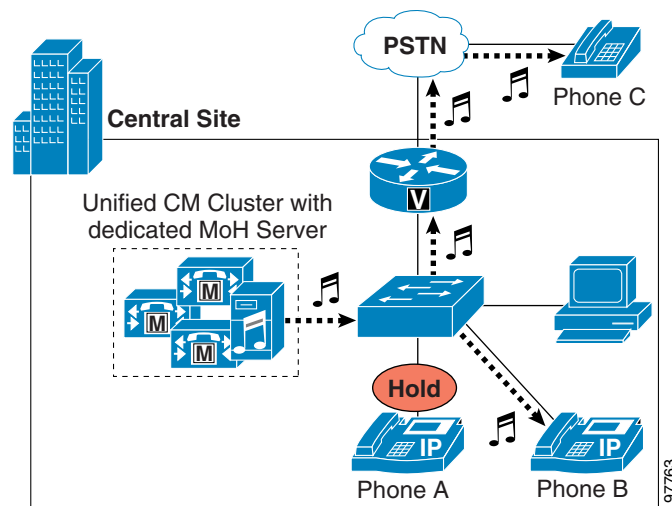 PSTN
Phone C
Central Site
V
Unified CM Cluster with
dedicated MoH Server
M
M
M
Hold
IP
IP
Phone A
Phone B
97763